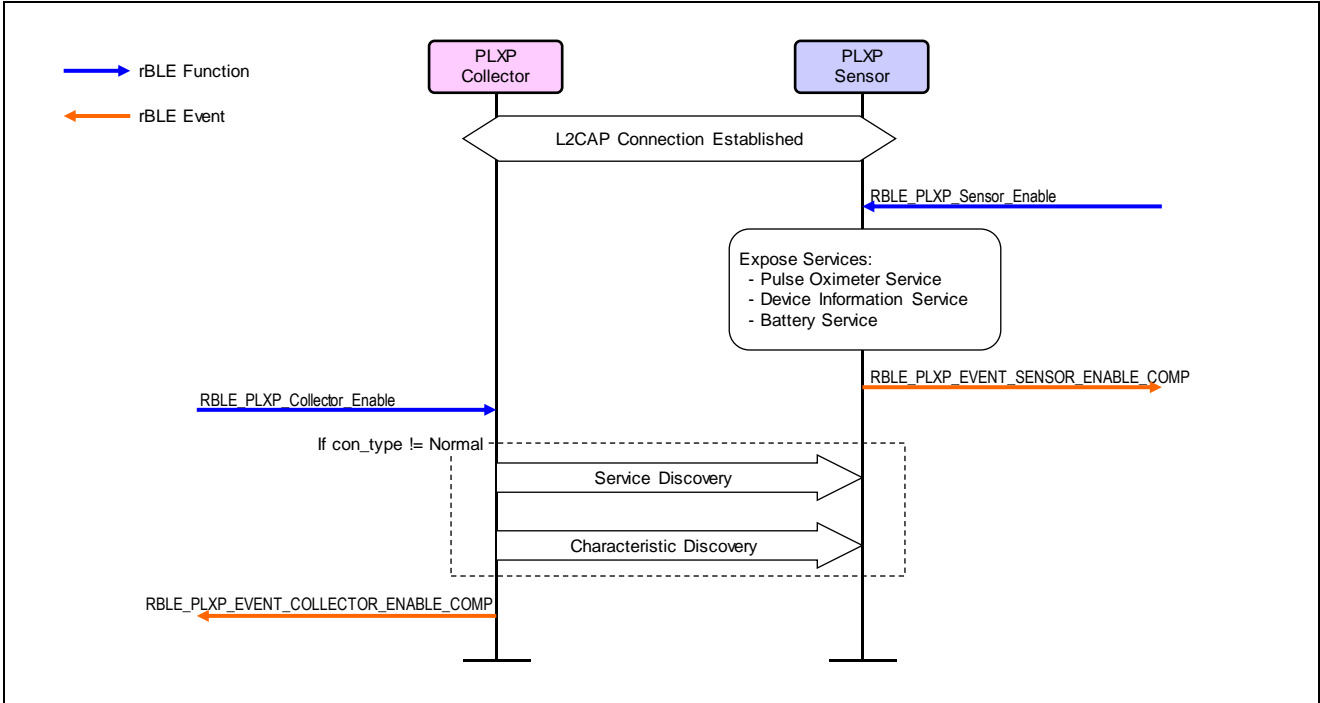 PLXP
Collector
PLXP
Sensor
rBLE Function
rBLE Event
L2CAP Connection Established
RBLE_PLXP_Sensor_Enable
Expose Services:
- Pulse Oximeter Service
- Device Information Service
- Battery Service
RBLE_PLXP_EVENT_SENSOR_ENABLE_COMP
RBLE_PLXP_Collector_Enable
If con_type != Normal
Service Discovery
Characteristic Discovery
RBLE_PLXP_EVENT_COLLECTOR_ENABLE_COMP